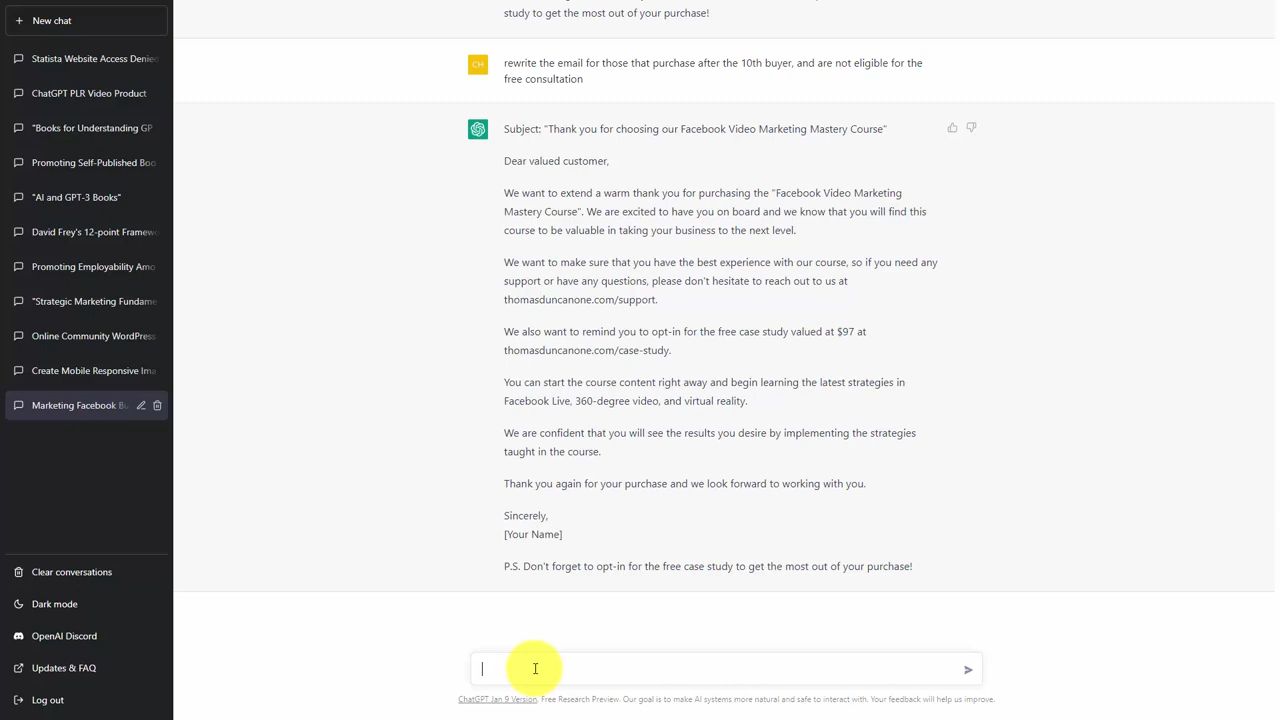 New chat
Statista Website Access Denied
ChatGPT PLR Video Product
"Books for Understanding GP
Promoting Self-Published Boo
"AI and GPT-3 Books"
David Frey's 12-point Framewo
Promoting Employability Amo
"Strategic Marketing Fundame
Online Community WordPress
Create Mobile Responsive Ima
Marketing Facebook Bu
Clear conversations
Dark mode
OpenAI Discord
Updates & FAQ
Log out
study to get the most out of your purchase!
CH
rewrite the email for those that purchase after the 10th buyer, and are not eligible for the
free consultation
Subject: "Thank you for choosing our Facebook Video Marketing Mastery Course"
Dear valued customer,
We want to extend a warm thank you for purchasing the "Facebook Video Marketing
Mastery Course". We are excited to have you on board and we know that you will find this
course to be valuable in taking your business to the next level.
We want to make sure that you have the best experience with our course, so if you need any
support or have any questions, please don't hesitate to reach out to us at
thomasduncanone.com/support.
We also want to remind you to opt-in for the free case study valued at $97 at
thomasduncanone.com/case-study.
You can start the course content right away and begin learning the latest strategies in
Facebook Live, 360-degree video, and virtual reality.
We are confident that you will see the results you desire by implementing the strategies
taught in the course.
Thank you again for your purchase and we look forward to working with you.
Sincerely,
[Your Name]
P.S. Don't forget to opt-in for the free case study to get the most out of your purchase!
ChatGPT Jan 9 Version. Free Research Preview. Our goal is to make AI systems more natural and safe to interact with. Your feedback will help us improve.